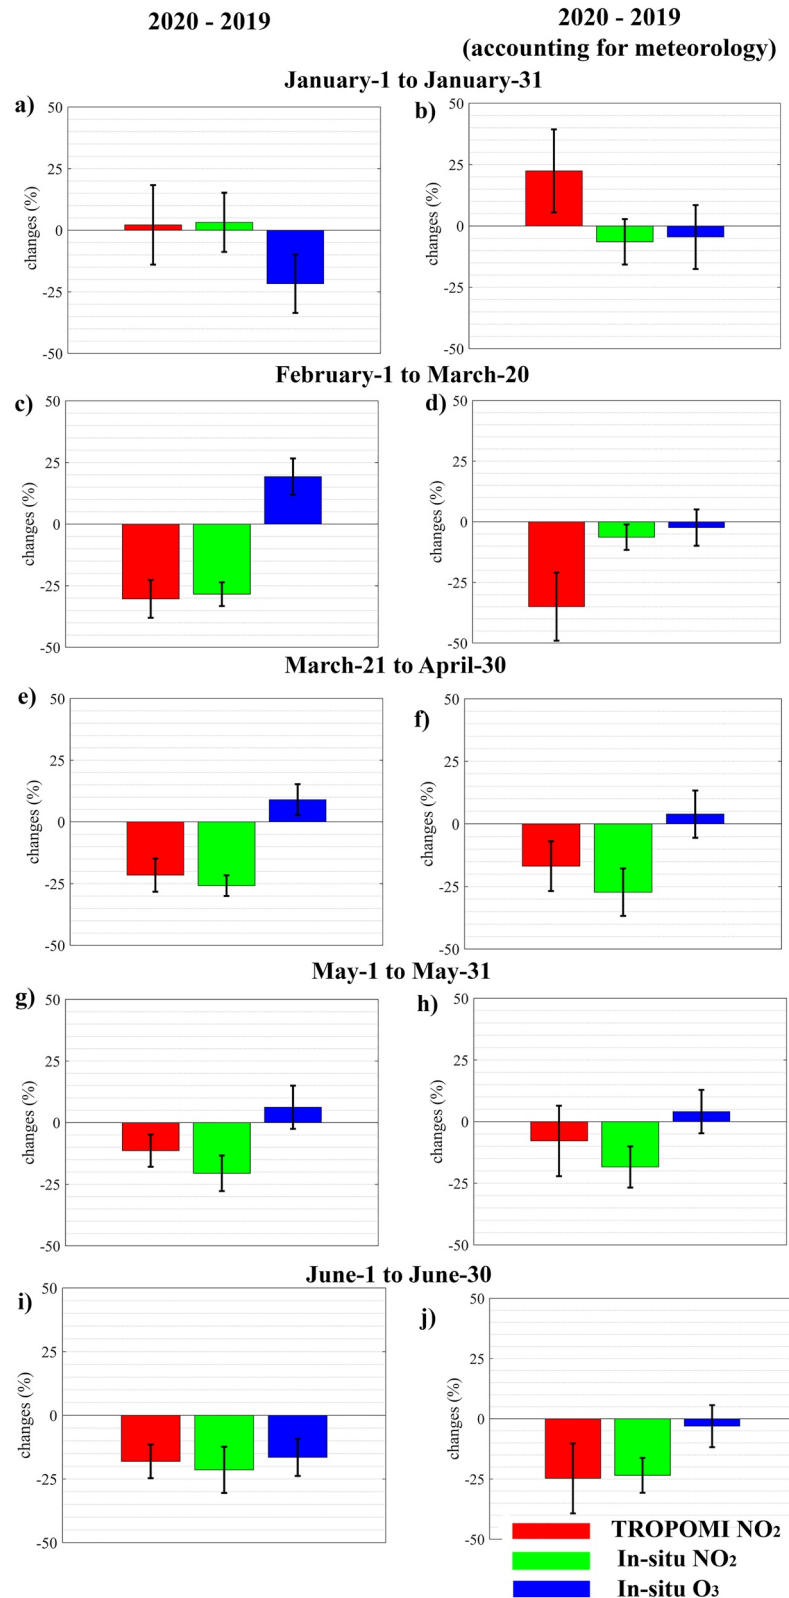 2020 - 2019
2020 - 2019
(accounting for meteorology)
January-1 to January-31
a)
50
25
0
-25
-50
changes (%)
b)
50
25
0
-25
-50
changes (%)
February-1 to March-20
c)
50
25
0
-25
-50
changes (%)
d)
50
25
0
-25
-50
changes (%)
March-21 to April-30
e)
50
25
0
-25
-50
changes (%)
f)
50
25
0
-25
-50
changes (%)
May-1 to May-31
g)
50
25
0
-25
-50
changes (%)
h)
50
25
0
-25
-50
changes (%)
June-1 to June-30
i)
50
25
0
-25
-50
changes (%)
j)
50
25
0
-25
-50
changes (%)
TROPOMI NO2
In-situ NO2
In-situ O3